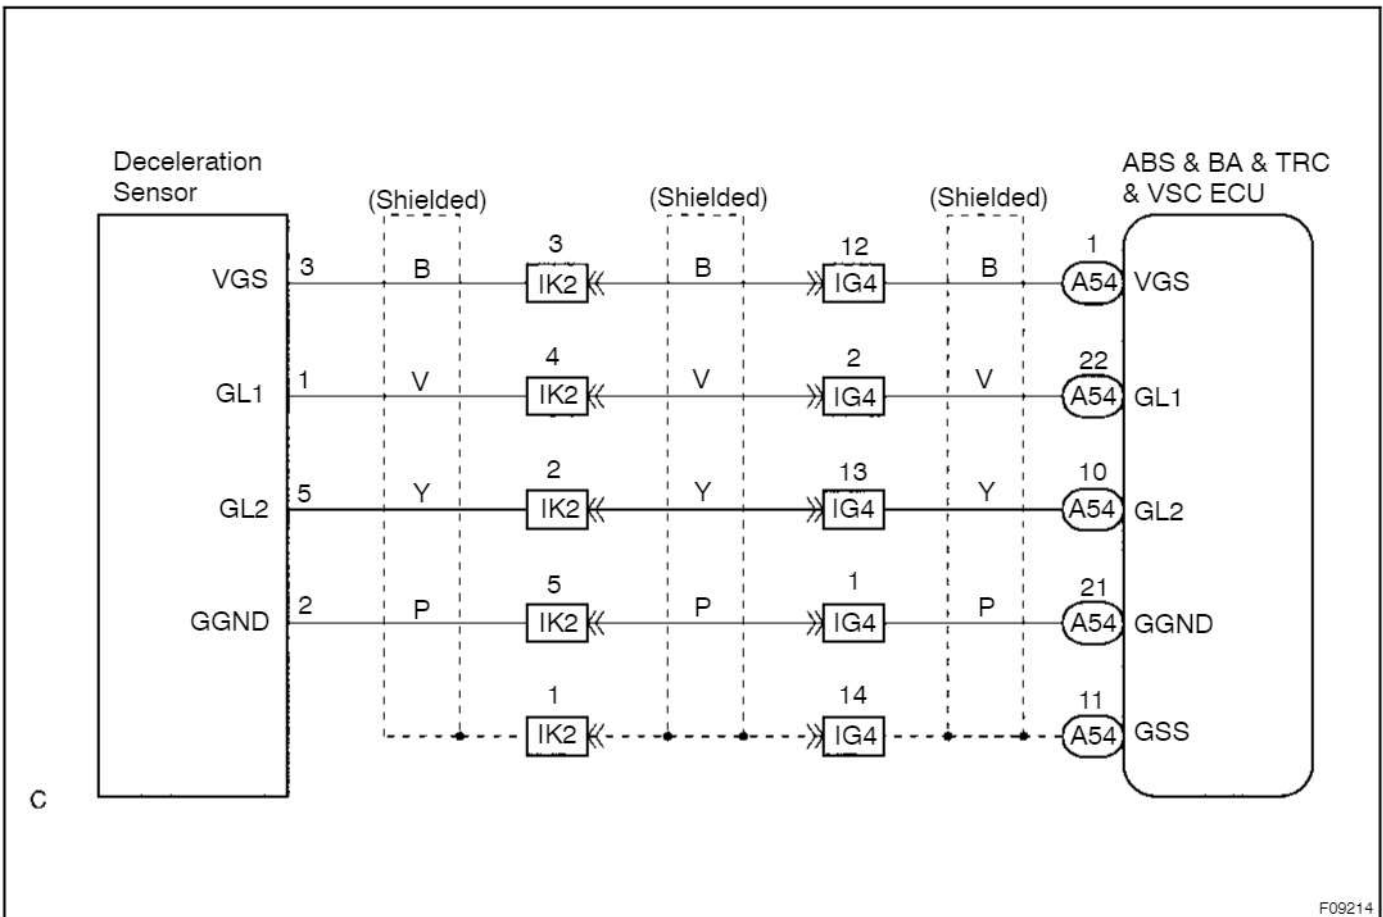 Deceleration
Sensor
ABS & BA & TRC
& VSC ECU
(Shielded) (Shielded) (Shielded)
3 12 1
VGS 3 B IK2 B IG4 B A54 VGS
4 2 22
GL1 1 V IK2 V IG4 V A54 GL1
2 13 10
GL2 5 Y IK2 Y IG4 Y A54 GL2
5 1 21
GGND 2 P IK2 P IG4 P A54 GGND
1 14 11
IK2 IG4 A54 GSS
C
F09214